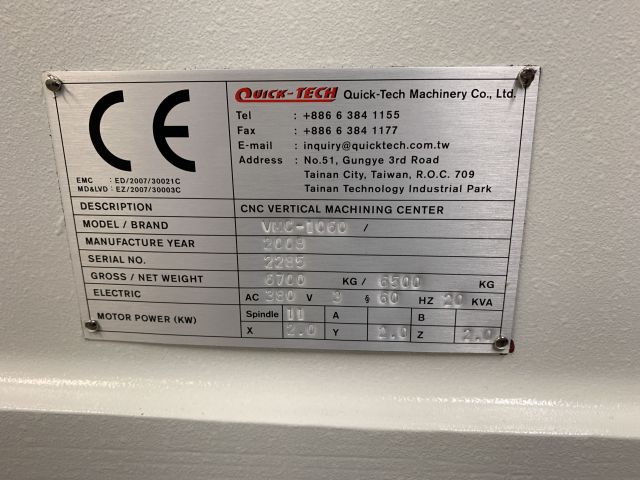 CE
EMC : ED/2007/30021C
MD&LVD : EZ/2007/30003C
QUICK-TECH Quick-Tech Machinery Co., Ltd.
Tel : +886 6 384 1155
Fax : +886 6 384 1177
E-mail : inquiry@quicktech.com.tw
Address : No.51, Gungye 3rd Road
Tainan City, Taiwan, R.O.C. 709
Tainan Technology Industrial Park
DESCRIPTION CNC VERTICAL MACHINING CENTER
MODEL / BRAND VMC-1060 /
MANUFACTURE YEAR 2008
SERIAL NO. 2285
GROSS / NET WEIGHT 6700 KG / 6500 KG
ELECTRIC AC 380 V 3 § 60 HZ 20 KVA
MOTOR POWER (KW) Spindle 11 A B
X 2.0 Y 2.0 Z 2.0